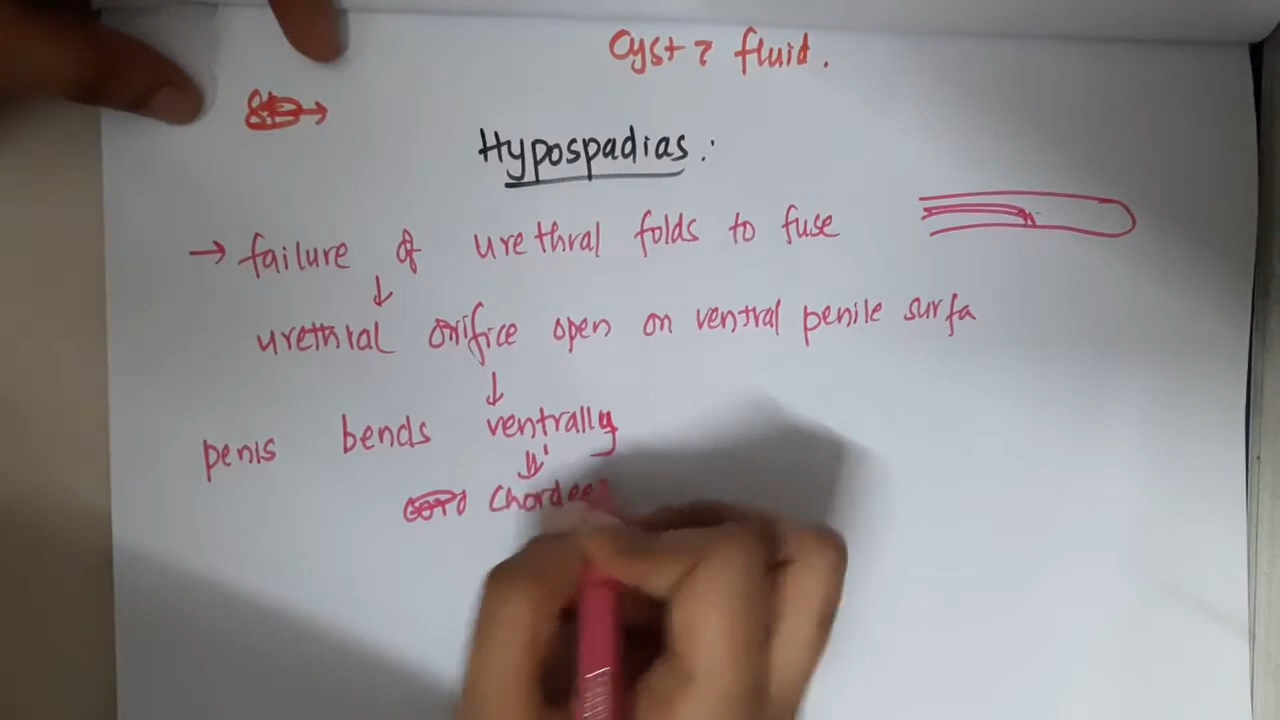 Cyst ? fluid.
Hypospadias :
→ failure of urethral folds to fuse
↓
urethral orifice open on ventral penile surfa
↓
penis bends ventrally
↓
Chordee